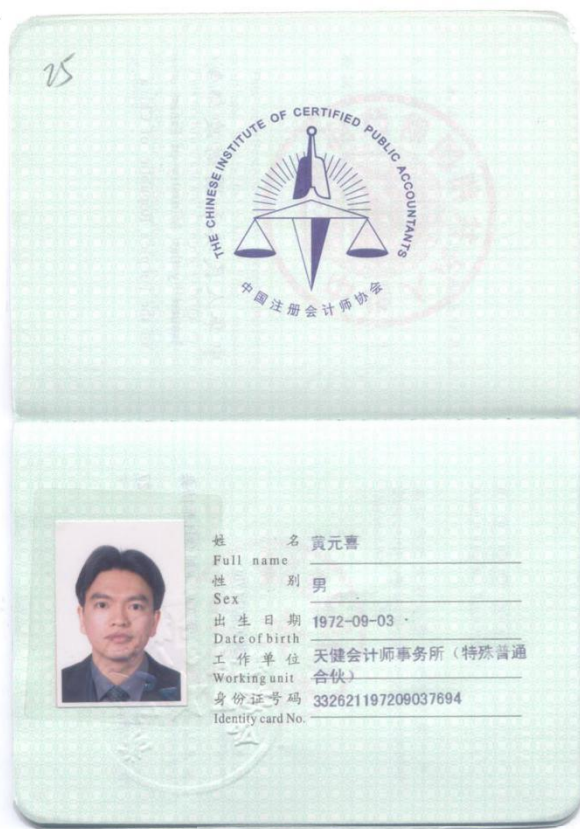 25
THE CHINESE INSTITUTE OF CERTIFIED PUBLIC ACCOUNTANTS
中国注册会计师协会
姓 名 黄元喜
Full name
性 别 男
Sex
出生日期 1972-09-03
Date of birth
工作单位 天健会计师事务所（特殊普通
Working unit 合伙）
身份证号码 332621197209037694
Identity card No.